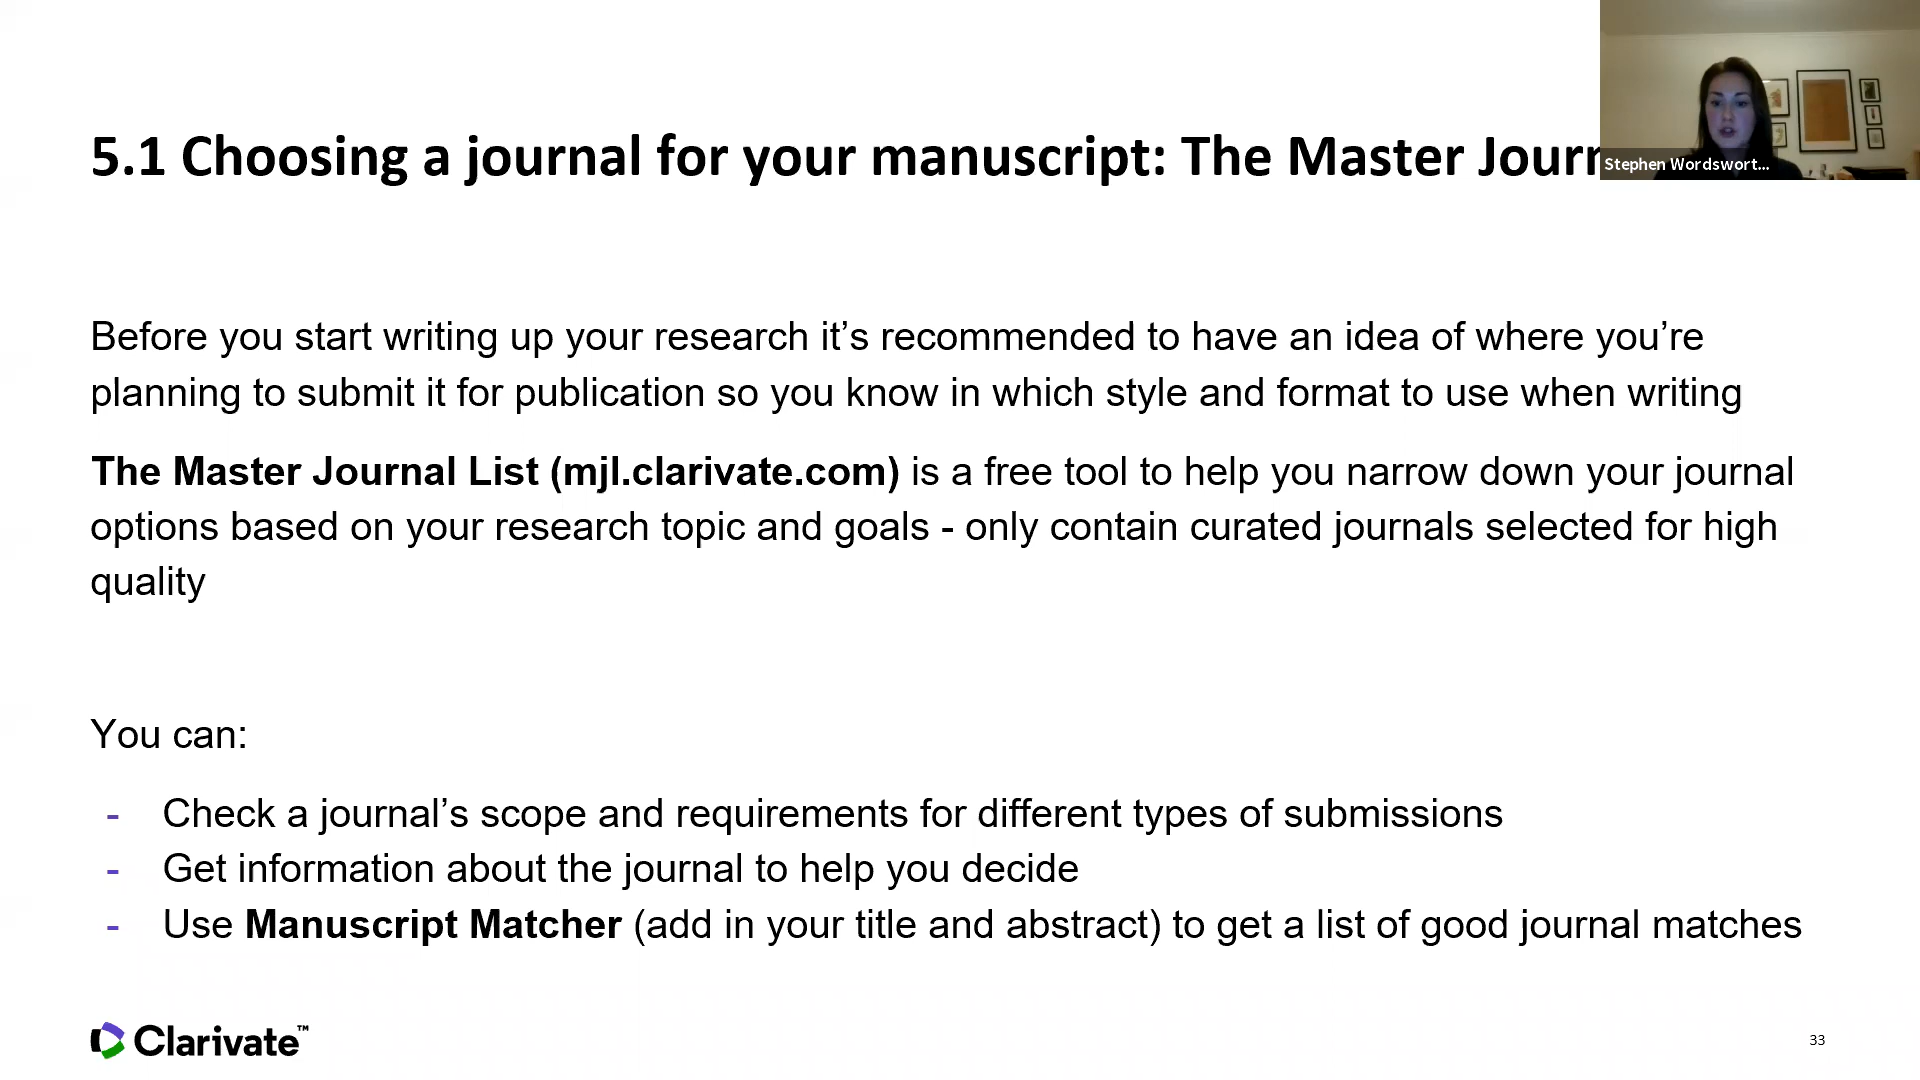 5.1 Choosing a journal for your manuscript: The Master Jour
Stephen Wordswort...
Before you start writing up your research it’s recommended to have an idea of where you’re
planning to submit it for publication so you know in which style and format to use when writing
The Master Journal List (mjl.clarivate.com) is a free tool to help you narrow down your journal
options based on your research topic and goals - only contain curated journals selected for high
quality
You can:
- Check a journal’s scope and requirements for different types of submissions
- Get information about the journal to help you decide
- Use Manuscript Matcher (add in your title and abstract) to get a list of good journal matches
Clarivate™
33